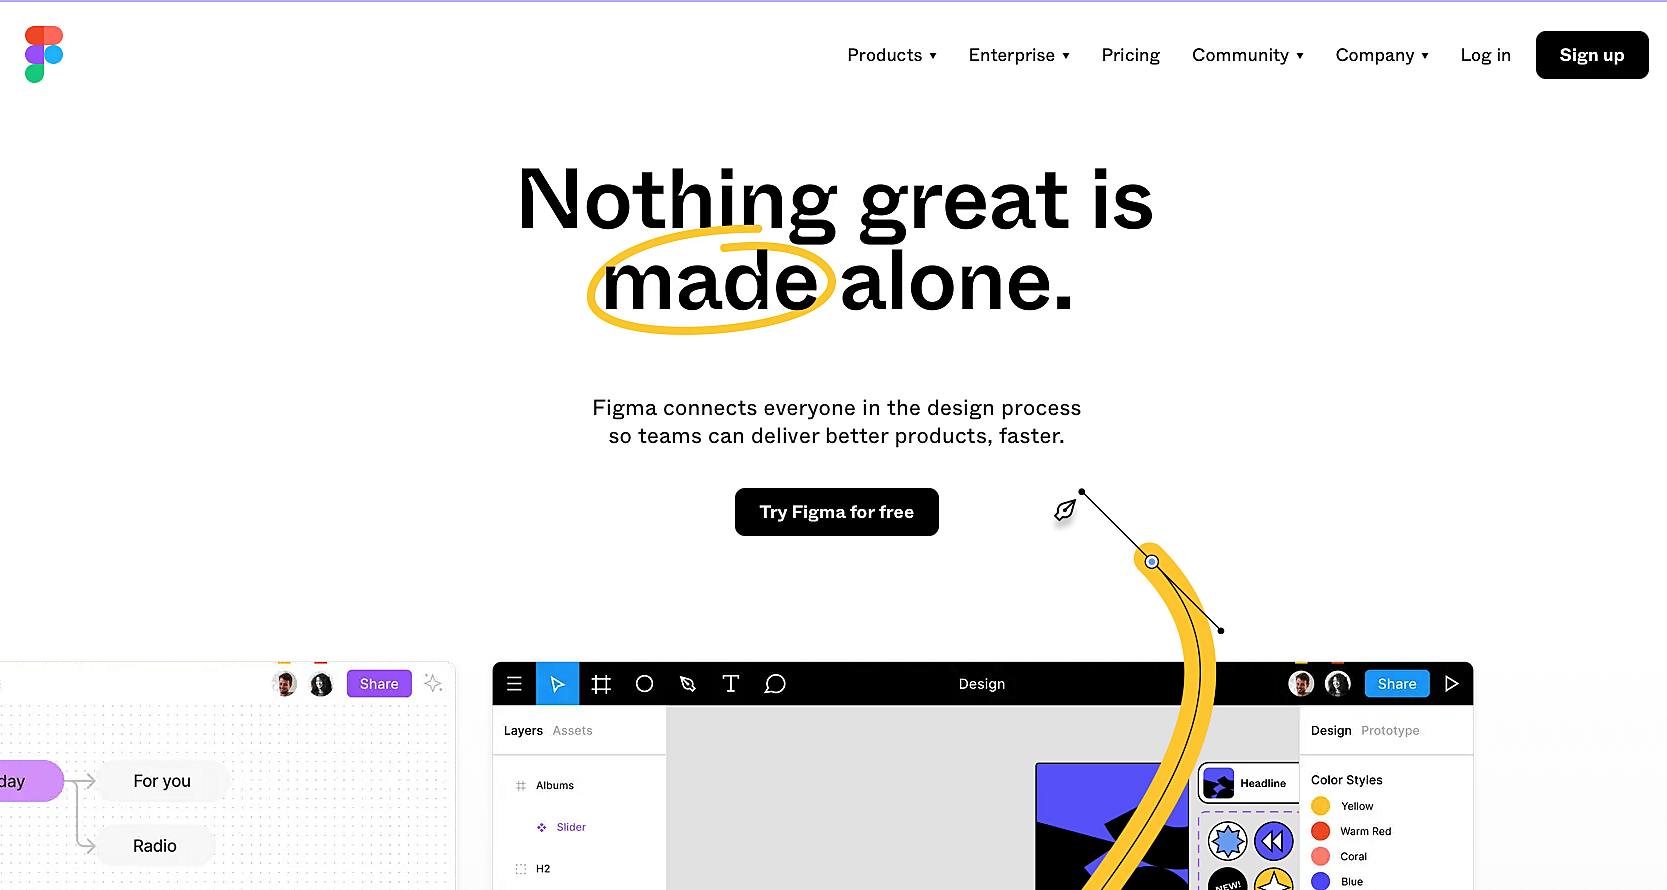 Products ▾ Enterprise ▾ Pricing Community ▾ Company ▾ Log in Sign up
Nothing great is
made alone.
Figma connects everyone in the design process
so teams can deliver better products, faster.
Try Figma for free
Share
day
For you
Radio
Design
Share
Layers Assets
Albums
Slider
H2
Headline
NEW!
Design Prototype
Color Styles
Yellow
Warm Red
Coral
Blue